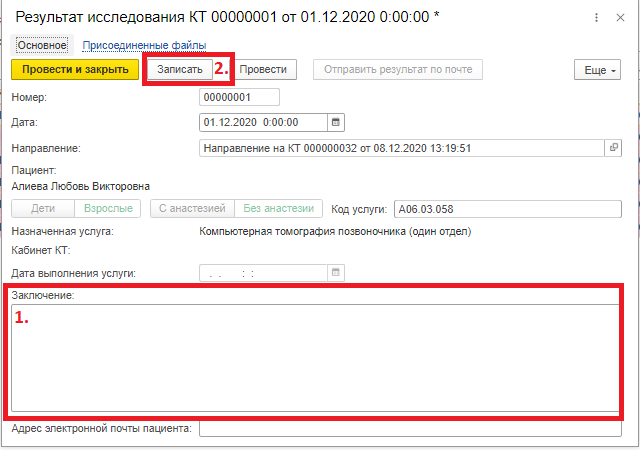 Результат исследования КТ 00000001 от 01.12.2020 0:00:00 *
Основное Присоединенные файлы
Провести и закрыть Записать 2. Провести Отправить результат по почте Еще
Номер: 00000001
Дата: 01.12.2020 0:00:00
Направление: Направление на КТ 000000032 от 08.12.2020 13:19:51
Пациент:
Алиева Любовь Викторовна
Дети Взрослые С анастезией Без анастезии Код услуги: A06.03.058
Назначенная услуга: Компьютерная томография позвоночника (один отдел)
Кабинет КТ:
Дата выполнения услуги: . . : :
Заключение:
1.
Адрес электронной почты пациента: